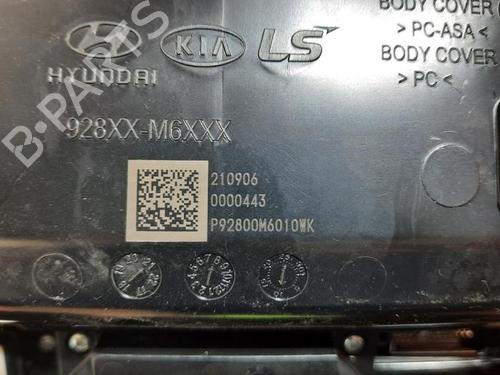 BODY COVER
> PC-ASA <
BODY COVER
> PC <
HYUNDAI
KIA
LS
928XX-M6XXX
210906
0000443
P92800M6010WK
B-PARTS